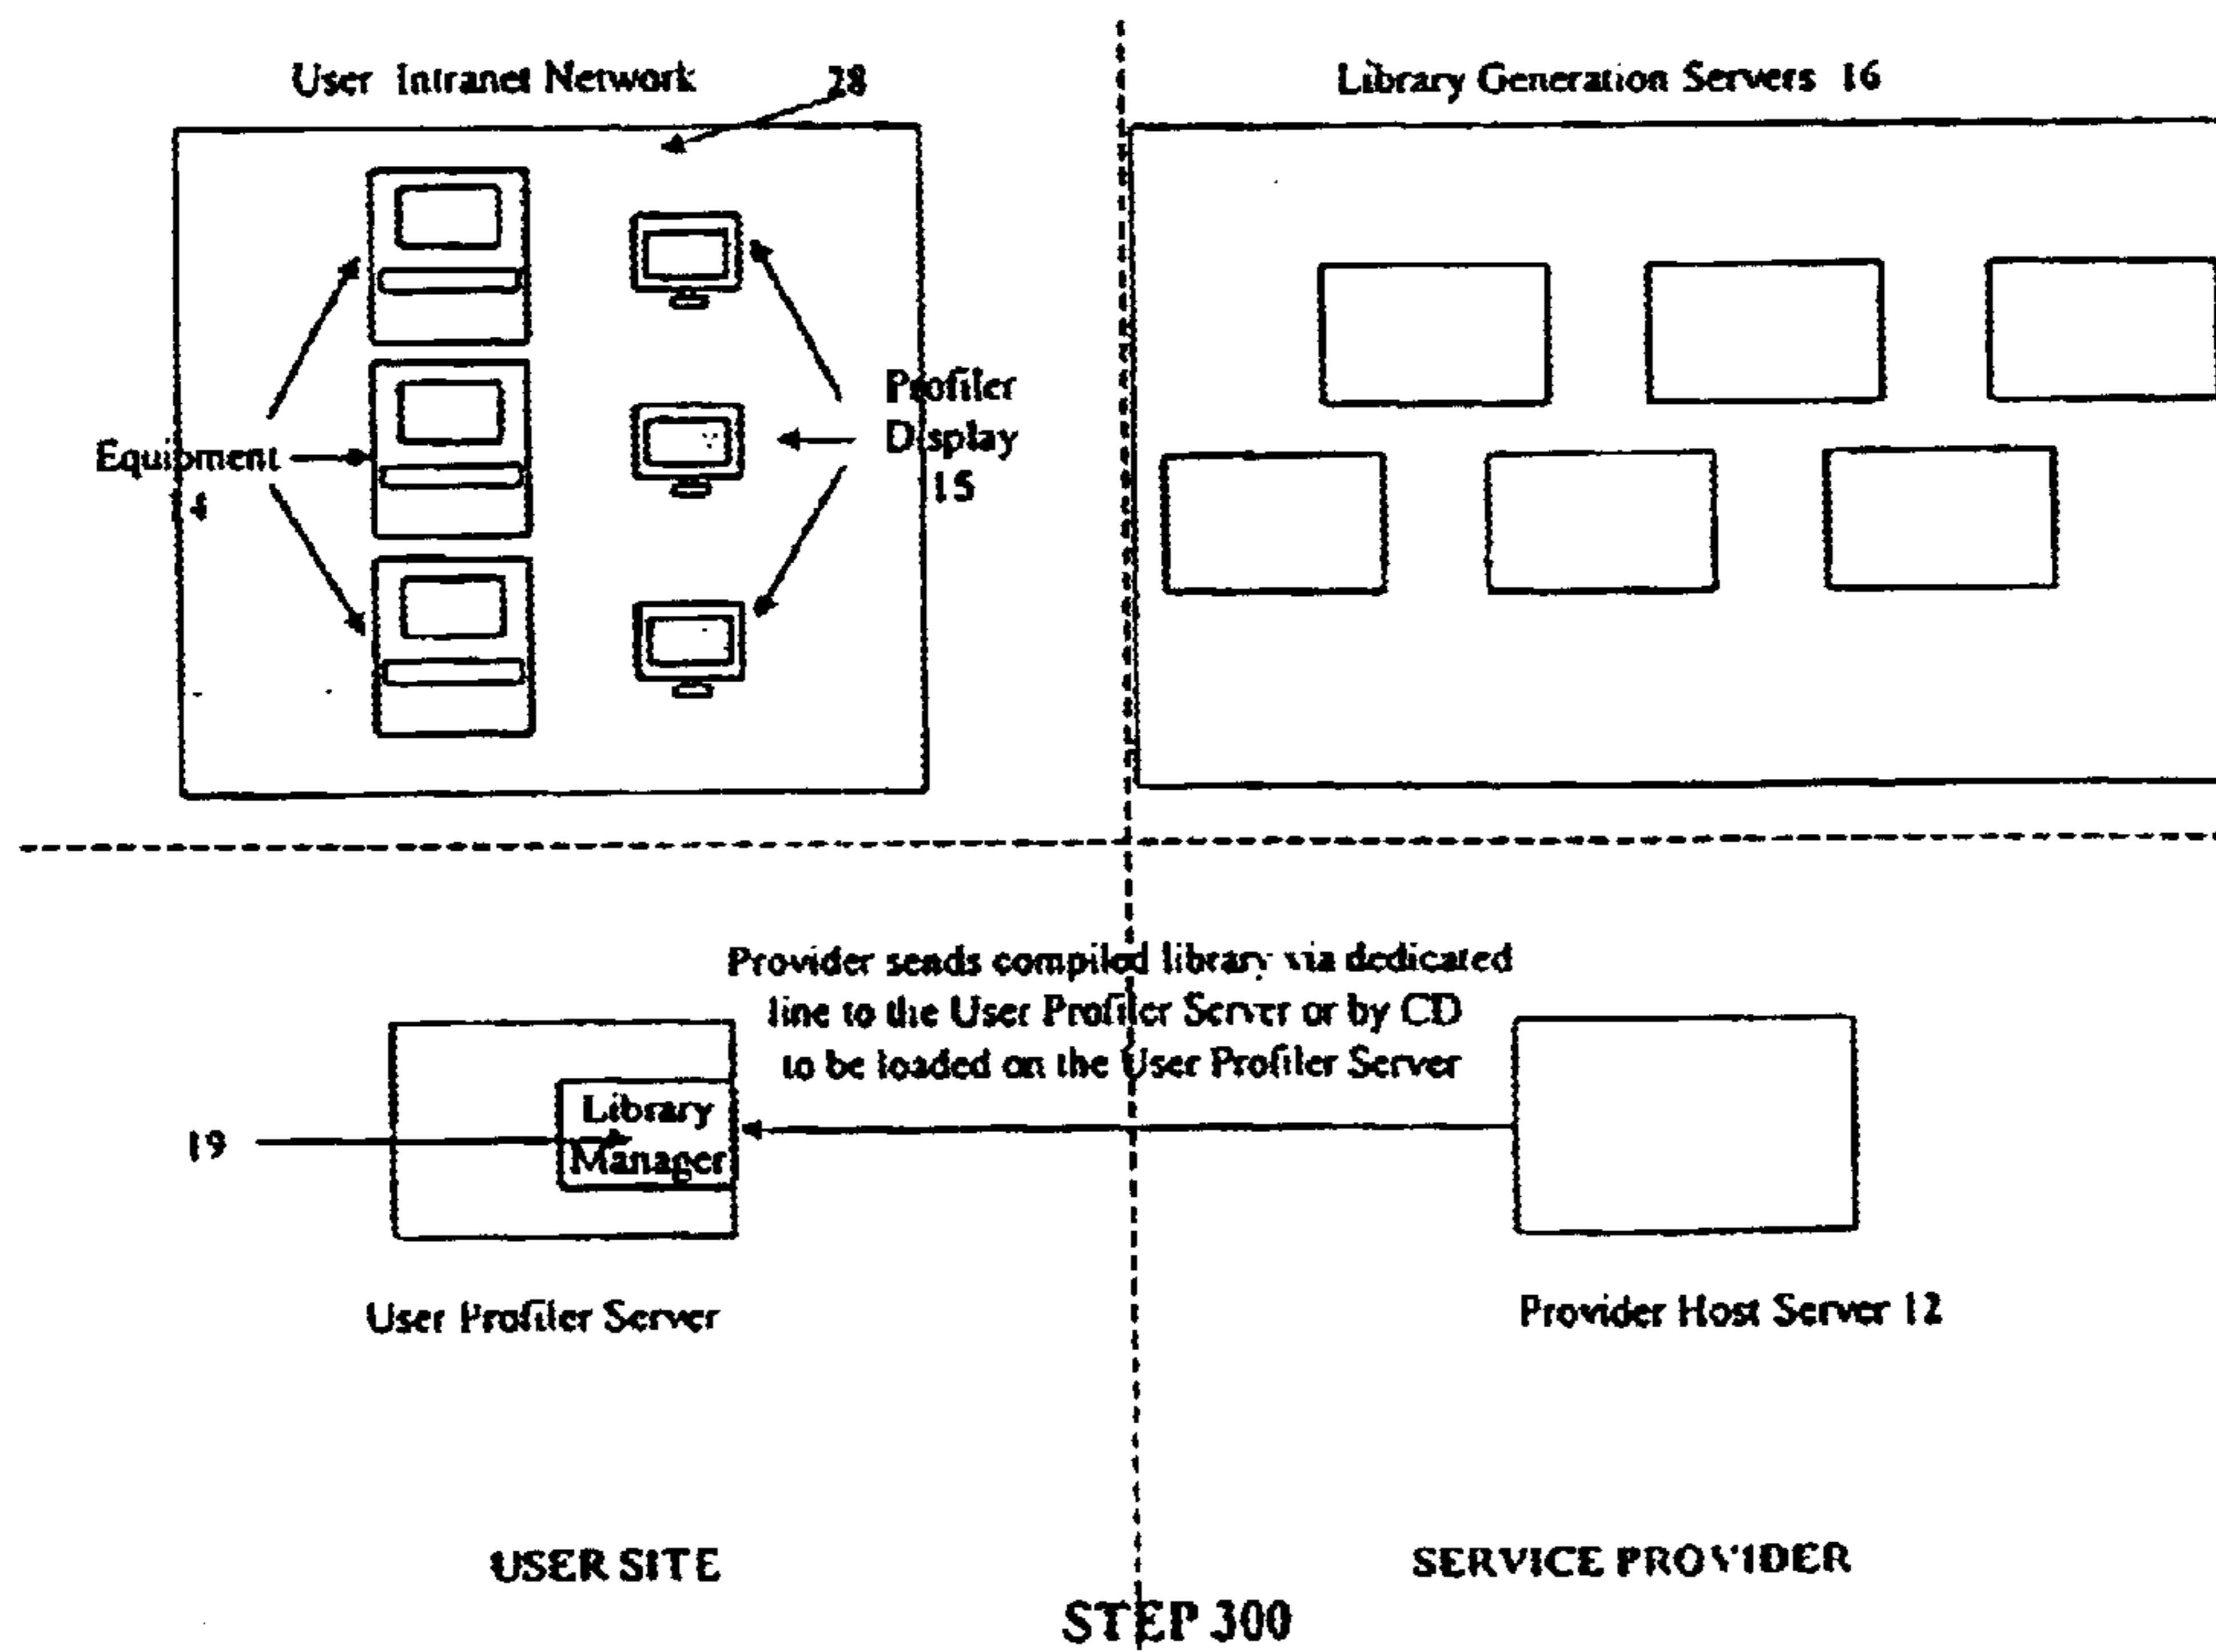 User Intranet Network
28
Library Generation Servers 16
Equipment
Profiler
Display
15
Provider sends compiled library via dedicated
line to the User Profiler Server or by CD
to be loaded on the User Profiler Server
Library
Manager
19
User Profiler Server
Provider Host Server 12
USER SITE
SERVICE PROVIDER
STEP 300